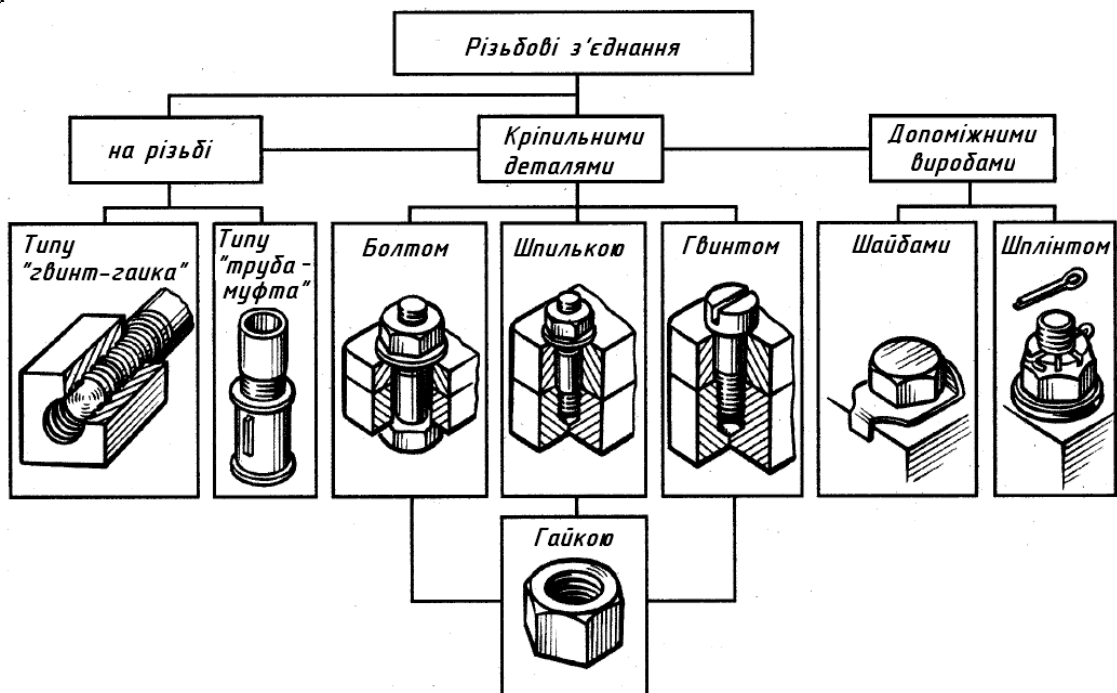 Різьбові з'єднання
на різьбі
Кріпильними
деталями
Допоміжними
виробами
Типу
"гвинт-гаика"
Типу
"труба-
муфта"
Болтом
Шпилькою
Гвинтом
Шайбами
Шплінтом
Гайкою